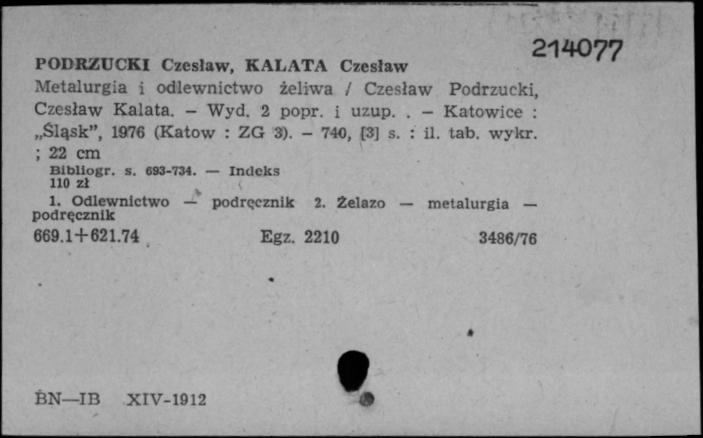 214077
PODRZUCKI Czesław, KALATA Czesław
Metalurgia i odlewnictwo żeliwa / Czesław Podrzucki,
Czesław Kalata. – Wyd. 2 popr. i uzup. . – Katowice :
„Śląsk”, 1976 (Katow : ZG 3). – 740, [3] s. : il. tab. wykr.
; 22 cm
Bibliogr. s. 693-734. — Indeks
110 zł
1. Odlewnictwo — podręcznik 2. Żelazo — metalurgia —
podręcznik
669.1+621.74 Egz. 2210 3486/76
BN—IB XIV-1912